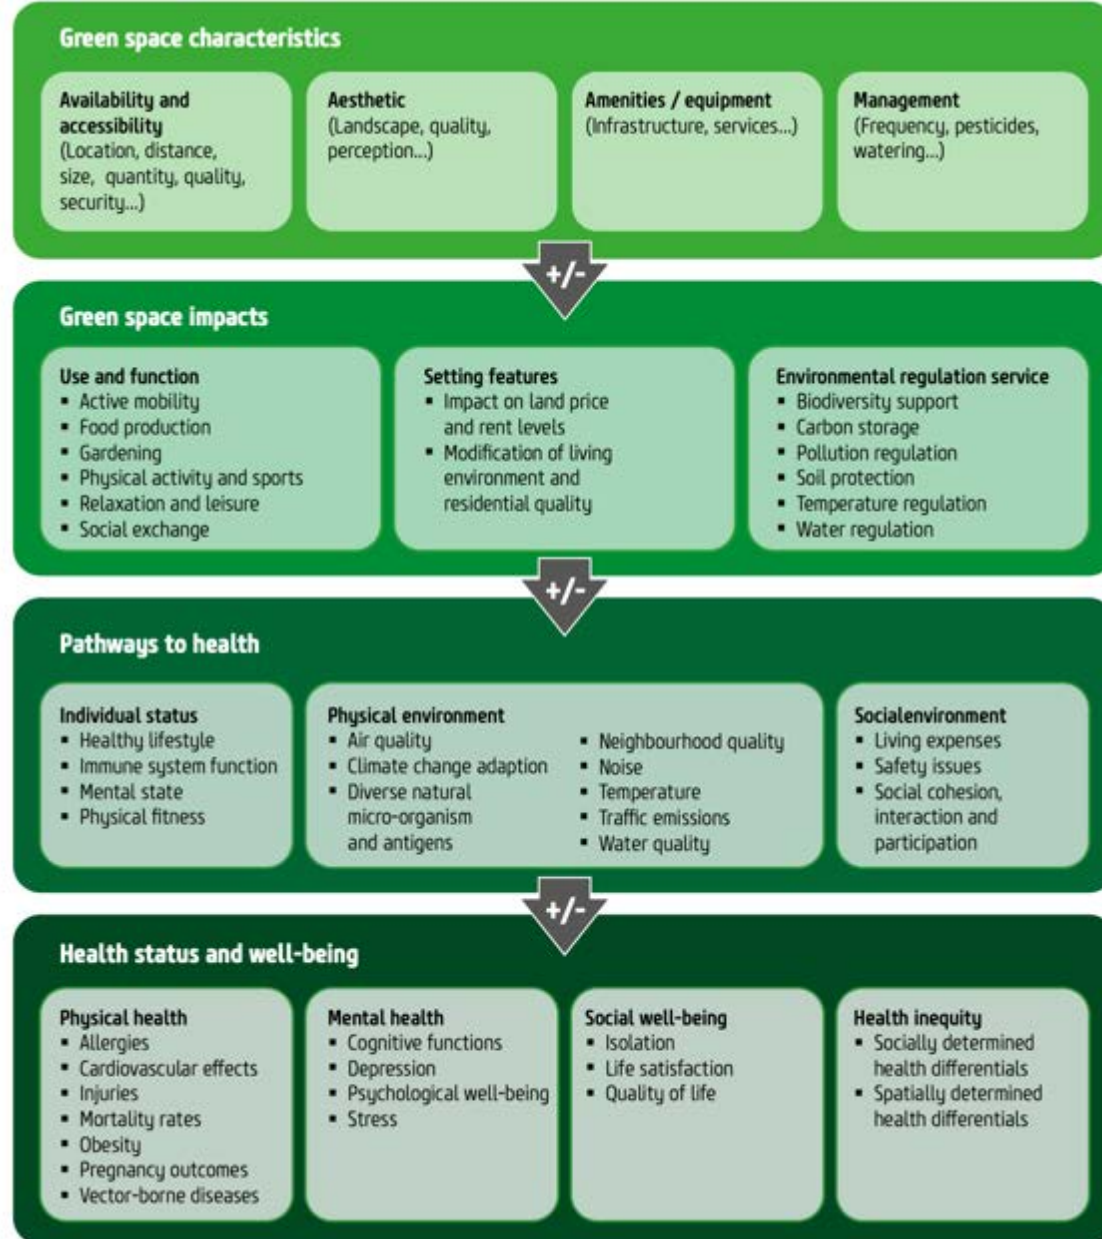 Green space characteristics
Availability and
accessibility
(Location, distance,
size, quantity, quality,
security...)
Aesthetic
(Landscape, quality,
perception...)
Amenities / equipment
(Infrastructure, services...)
Management
(Frequency, pesticides,
watering...)
+/-
Green space impacts
Use and function
▪ Active mobility
▪ Food production
▪ Gardening
▪ Physical activity and sports
▪ Relaxation and leisure
▪ Social exchange
Setting features
▪ Impact on land price
and rent levels
▪ Modification of living
environment and
residential quality
Environmental regulation service
▪ Biodiversity support
▪ Carbon storage
▪ Pollution regulation
▪ Soil protection
▪ Temperature regulation
▪ Water regulation
+/-
Pathways to health
Individual status
▪ Healthy lifestyle
▪ Immune system function
▪ Mental state
▪ Physical fitness
Physical environment
▪ Air quality
▪ Climate change adaption
▪ Diverse natural
micro-organism
and antigens
▪ Neighbourhood quality
▪ Noise
▪ Temperature
▪ Traffic emissions
▪ Water quality
Socialenvironment
▪ Living expenses
▪ Safety issues
▪ Social cohesion,
interaction and
participation
+/-
Health status and well-being
Physical health
▪ Allergies
▪ Cardiovascular effects
▪ Injuries
▪ Mortality rates
▪ Obesity
▪ Pregnancy outcomes
▪ Vector-borne diseases
Mental health
▪ Cognitive functions
▪ Depression
▪ Psychological well-being
▪ Stress
Social well-being
▪ Isolation
▪ Life satisfaction
▪ Quality of life
Health inequity
▪ Socially determined
health differentials
▪ Spatially determined
health differentials